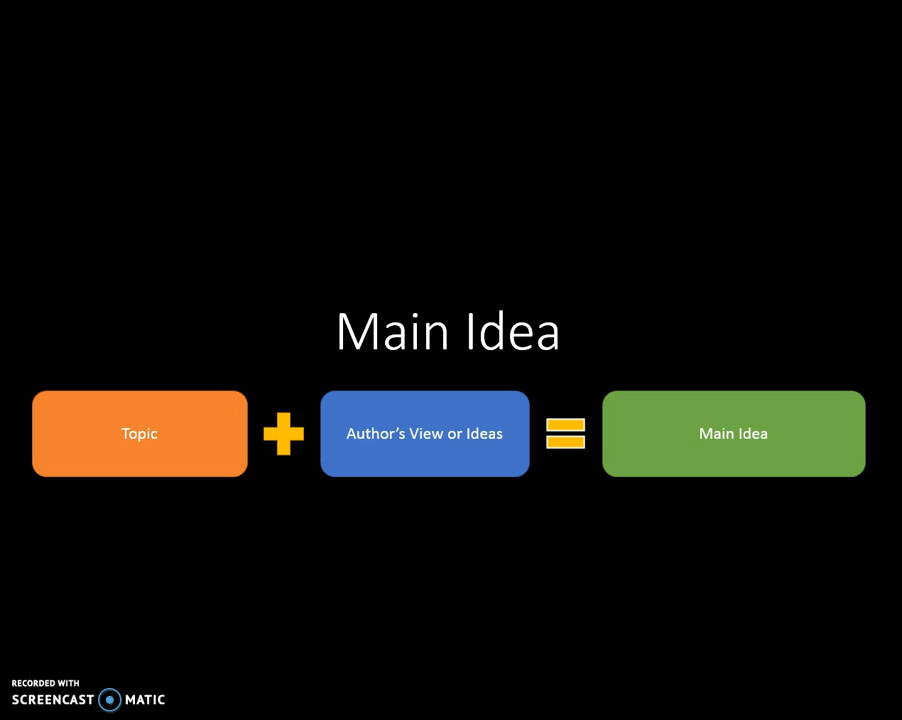 Main Idea
Topic
Author's View or Ideas
Main Idea
RECORDED WITH
SCREENCAST MATIC